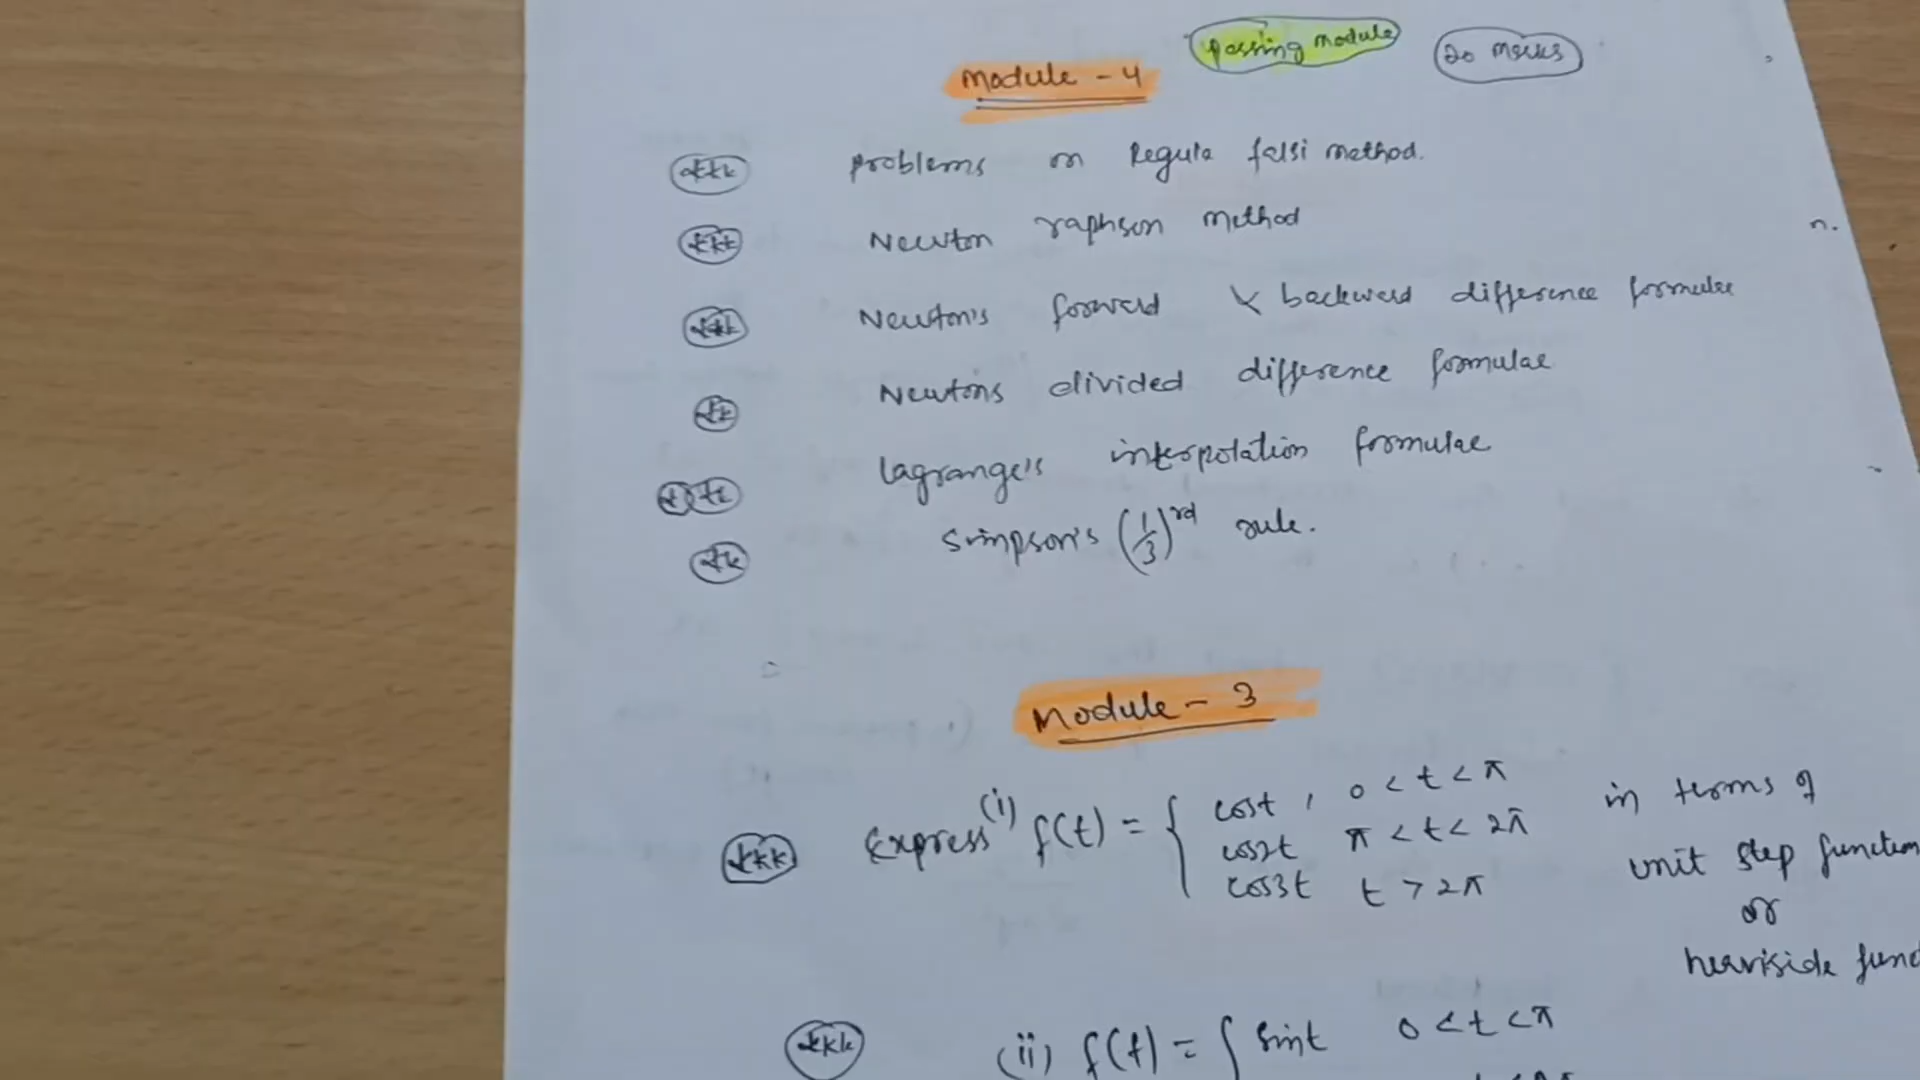 Module - 4 passing module 20 marks
*** problems on Regula falsi method.
*** Newton raphson method
*** Newton's forward & backward difference formulae
** Newtons divided difference formulae
Lagrange's interpolation formulae
** Simpson's (1/3)rd rule.
Module - 3
*** Express (i) f(t) = { cost, 0 < t < π in terms of
cos2t π < t < 2π unit step function
cos3t t > 2π or
heaviside func
*** (ii) f(t) = { sint 0 < t < π